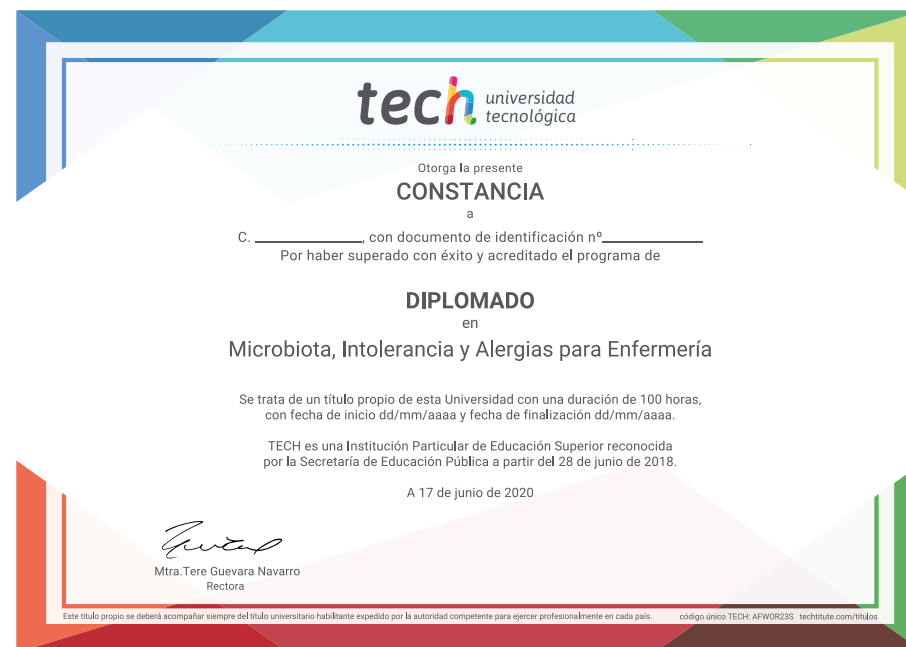 tech universidad
tecnológica
Otorga la presente
CONSTANCIA
a
C. ______________, con documento de identificación nº_____________
Por haber superado con éxito y acreditado el programa de
DIPLOMADO
en
Microbiota, Intolerancia y Alergias para Enfermería
Se trata de un título propio de esta Universidad con una duración de 100 horas,
con fecha de inicio dd/mm/aaaa y fecha de finalización dd/mm/aaaa.
TECH es una Institución Particular de Educación Superior reconocida
por la Secretaría de Educación Pública a partir del 28 de junio de 2018.
A 17 de junio de 2020
Mtra.Tere Guevara Navarro
Rectora
Este título propio se deberá acompañar siempre del título universitario habilitante expedido por la autoridad competente para ejercer profesionalmente en cada país. código único TECH: AFWOR23S techtitute.com/titulos